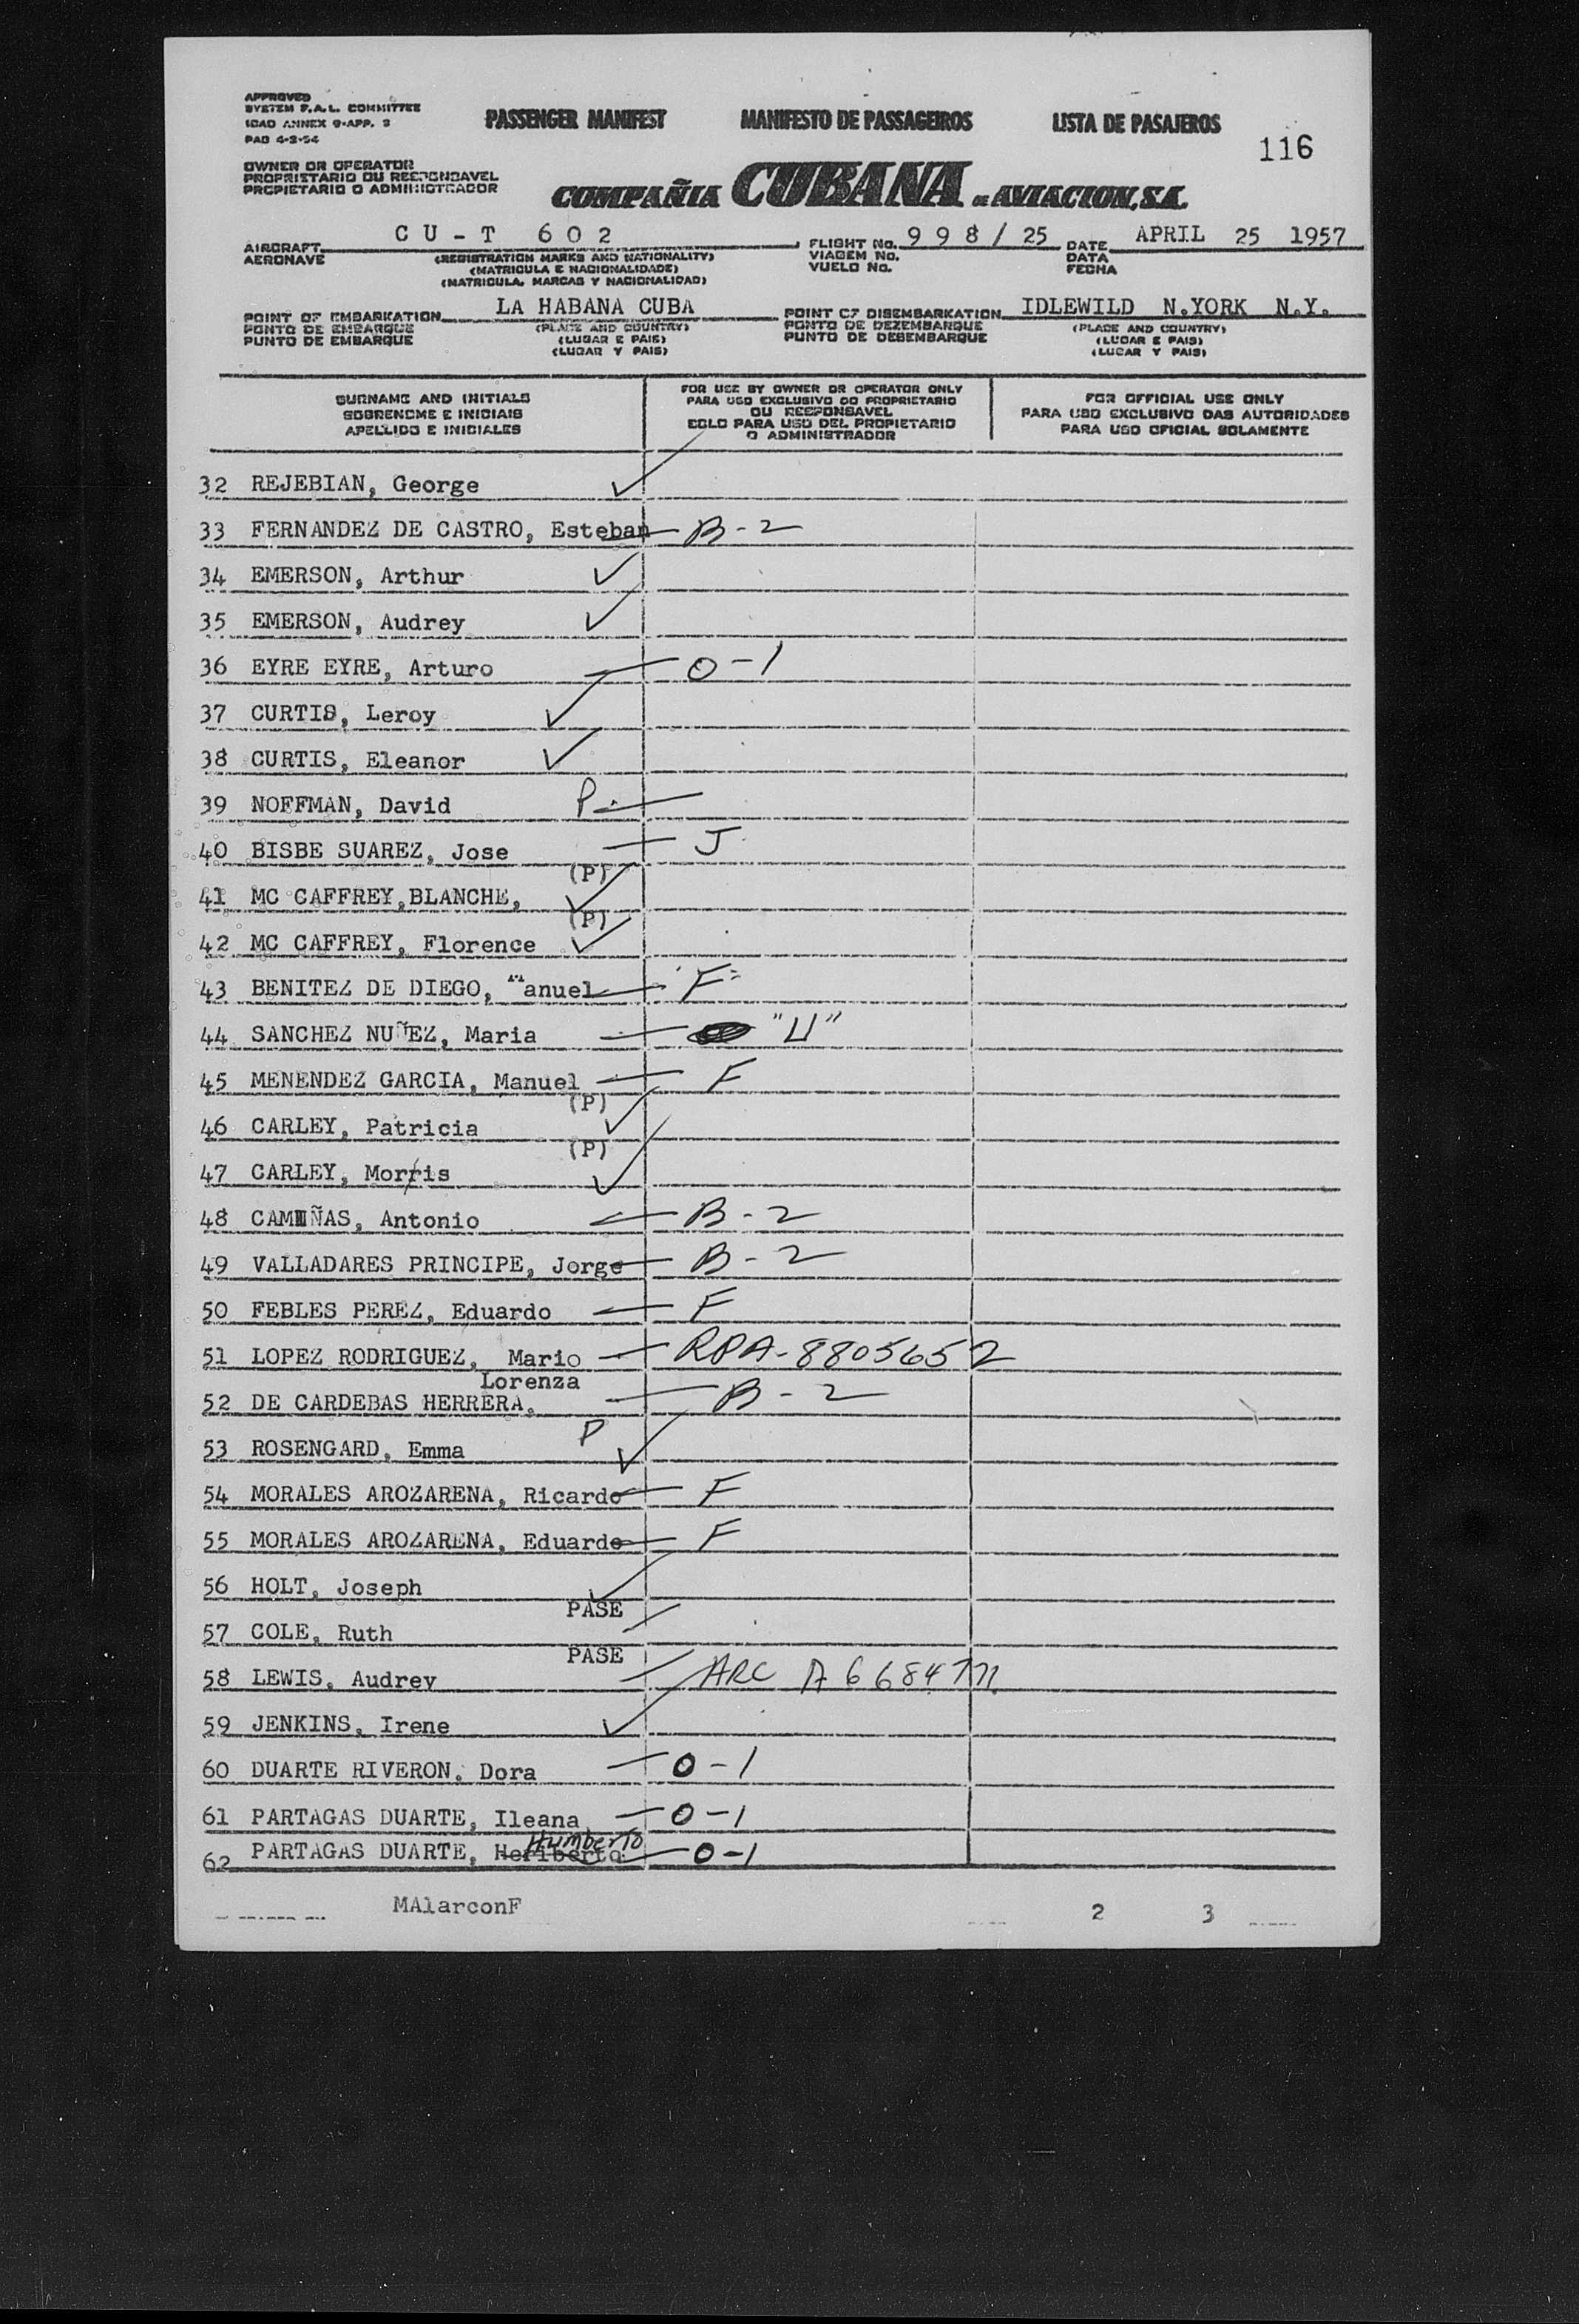 APPROVED
SYSTEM F.A.L. COMMITTEE
ICAO ANNEX 9-APP. 3
PAD 4-2-54
PASSENGER MANIFEST MANIFESTO DE PASSAGEIROS LISTA DE PASAJEROS
116
OWNER OR OPERATOR
PROPRIETARIO OU RESPONSAVEL
PROPIETARIO O ADMINISTRADOR
COMPAÑIA CUBANA DE AVIACION, S.A.
AIRCRAFT CU-T 602 FLIGHT No. 998/25 DATE APRIL 25 1957
AERONAVE (REGISTRATION MARKS AND NATIONALITY) VIAGEM No. DATA
(MATRICULA E NACIONALIDADE) VUELO No. FECHA
(MATRICULA, MARCAS Y NACIONALIDAD)
POINT OF EMBARKATION LA HABANA CUBA POINT OF DISEMBARKATION IDLEWILD N.YORK N.Y.
PONTO DE EMBARQUE (PLACE AND COUNTRY) PONTO DE DEZEMBARQUE (PLACE AND COUNTRY)
PUNTO DE EMBARQUE (LUGAR E PAIS) PUNTO DE DESEMBARQUE (LUGAR E PAIS)
(LUGAR Y PAIS) (LUGAR Y PAIS)
SURNAME AND INITIALS
SOBRENOME E INICIAIS
APELLIDO E INICIALES
FOR USE BY OWNER OR OPERATOR ONLY
PARA USO EXCLUSIVO DO PROPRIETARIO
OU RESPONSAVEL
SOLO PARA USO DEL PROPIETARIO
O ADMINISTRADOR
FOR OFFICIAL USE ONLY
PARA USO EXCLUSIVO DAS AUTORIDADES
PARA USO OFICIAL SOLAMENTE
32 REJEBIAN, George ✓
33 FERNANDEZ DE CASTRO, Esteban B-2
34 EMERSON, Arthur ✓
35 EMERSON, Audrey ✓
36 EYRE EYRE, Arturo O-1
37 CURTIS, Leroy ✓
38 CURTIS, Eleanor ✓
39 NOFFMAN, David P
40 BISBE SUAREZ, Jose J
(P)
41 MC CAFFREY,BLANCHE, ✓
(P)
42 MC CAFFREY, Florence ✓
43 BENITEZ DE DIEGO, Manuel F
44 SANCHEZ NUÑEZ, Maria "U"
45 MENENDEZ GARCIA, Manuel F
(P)
46 CARLEY, Patricia ✓
(P)
47 CARLEY, Morris ✓
48 CAMIÑAS, Antonio B-2
49 VALLADARES PRINCIPE, Jorge B-2
50 FEBLES PEREZ, Eduardo F
51 LOPEZ RODRIGUEZ, Mario RPA-8805652
Lorenza
52 DE CARDEBAS HERRERA, B-2
53 ROSENGARD, Emma P ✓
54 MORALES AROZARENA, Ricardo F
55 MORALES AROZARENA, Eduardo F
56 HOLT, Joseph ✓
PASE
57 COLE, Ruth
PASE
58 LEWIS, Audrey ARC A 66847
59 JENKINS, Irene ✓
60 DUARTE RIVERON, Dora O-1
61 PARTAGAS DUARTE, Ileana O-1
Humberto
62 PARTAGAS DUARTE, Heriberto O-1
MAlarconF 2 3